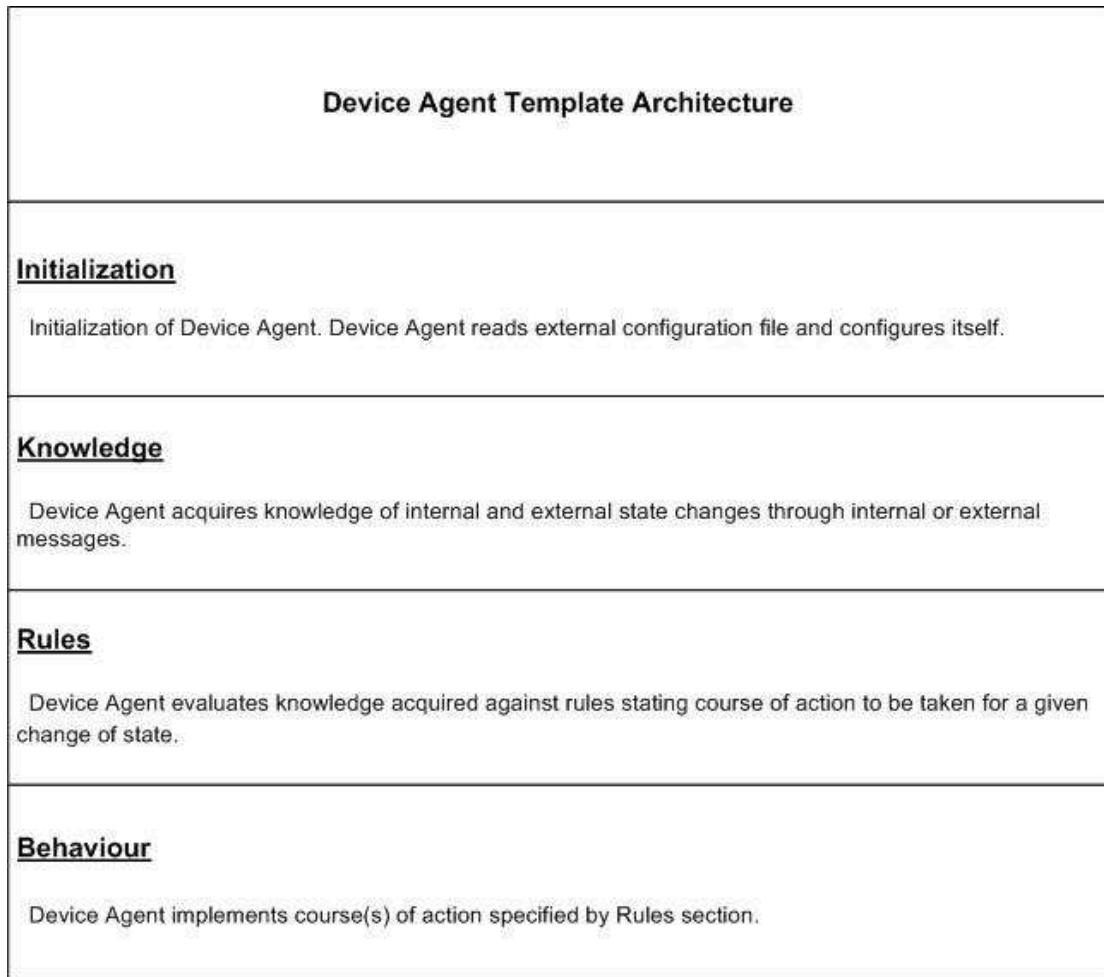 Device Agent Template Architecture
Initialization
Initialization of Device Agent. Device Agent reads external configuration file and configures itself.
Knowledge
Device Agent acquires knowledge of internal and external state changes through internal or external
messages.
Rules
Device Agent evaluates knowledge acquired against rules stating course of action to be taken for a given
change of state.
Behaviour
Device Agent implements course(s) of action specified by Rules section.